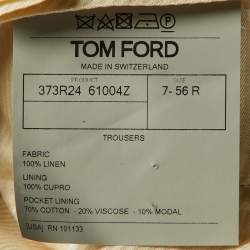 TOM FORD
MADE IN SWITZERLAND
PRODUCT SIZE
373R24 61004Z 7- 56 R
TROUSERS
FABRIC
100% LINEN
LINING
100% CUPRO
POCKET LINING
70% COTTON - 20% VISCOSE - 10% MODAL
[USA] RN 101133